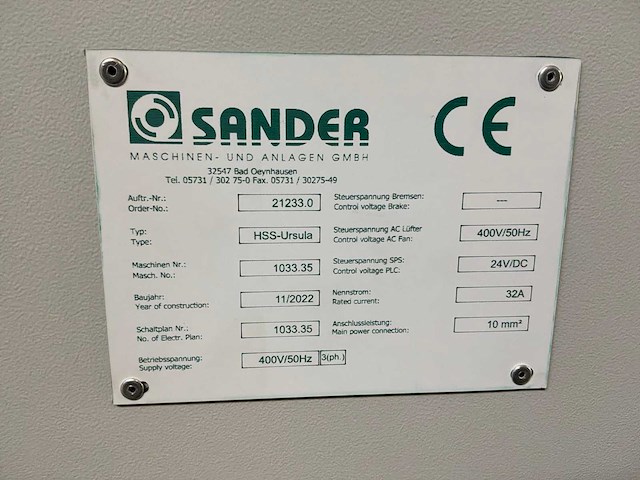 SANDER
CE
MASCHINEN- UND ANLAGEN GMBH
32547 Bad Oeynhausen
Tel. 05731 / 302 75-0 Fax. 05731 / 30275-49
Auftr.-Nr.:
Order-No.: 21233.0
Typ:
Type: HSS-Ursula
Maschinen Nr.:
Masch. No.: 1033.35
Baujahr:
Year of construction: 11/2022
Schaltplan Nr.:
No. of Electr. Plan: 1033.35
Betriebsspannung:
Supply voltage: 400V/50Hz 3(ph.)
Steuerspannung Bremsen:
Control voltage Brake: ---
Steuerspannung AC Lüfter
Control voltage AC Fan: 400V/50Hz
Steuerspannung SPS:
Control voltage PLC: 24V/DC
Nennstrom:
Rated current: 32A
Anschlussleistung:
Main power connection: 10 mm²